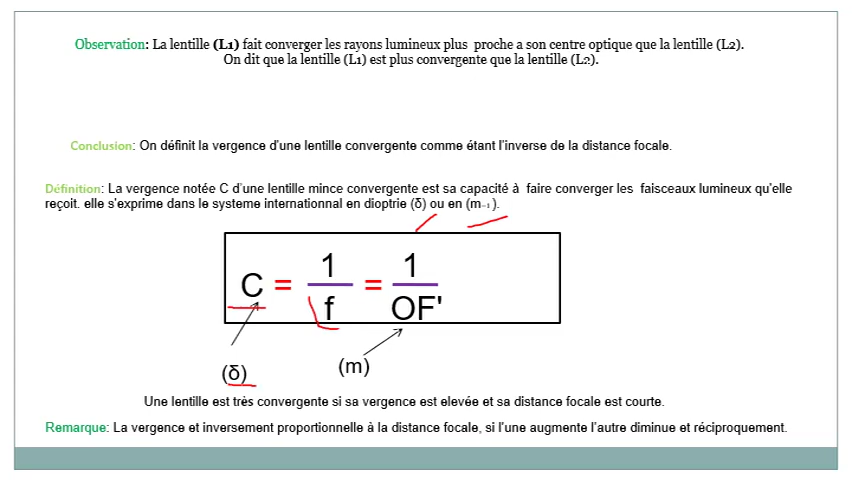 Observation: La lentille (L1) fait converger les rayons lumineux plus proche a son centre optique que la lentille (L2).
On dit que la lentille (L1) est plus convergente que la lentille (L2).
Conclusion: On définit la vergence d'une lentille convergente comme étant l'inverse de la distance focale.
Définition: La vergence notée C d'une lentille mince convergente est sa capacité à faire converger les faisceaux lumineux qu'elle
reçoit. elle s'exprime dans le systeme internationnal en dioptrie (δ) ou en (m⁻¹).
C = 1/f = 1/OF'
(δ) (m)
Une lentille est très convergente si sa vergence est elevée et sa distance focale est courte.
Remarque: La vergence et inversement proportionnelle à la distance focale, si l'une augmente l'autre diminue et réciproquement.